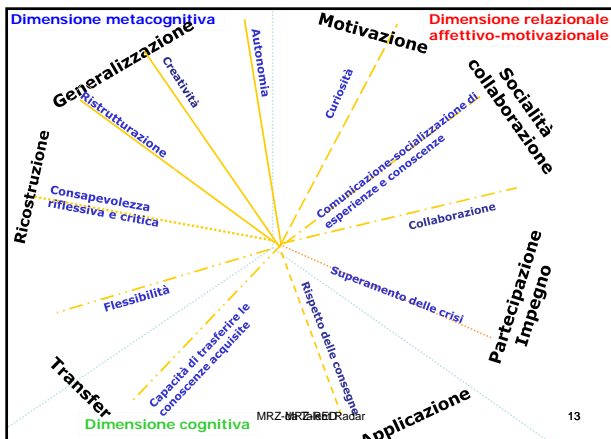 Dimensione metacognitiva
Dimensione relazionale
affettivo-motivazionale
Motivazione
Generalizzazione
Autonomia
Creatività
Curiosità
Socialità
collaborazione
Ristrutturazione
Comunicazione-socializzazione di
esperienze e conoscenze
Ricostruzione
Consapevolezza
riflessiva e critica
Collaborazione
Partecipazione
Impegno
Superamento delle crisi
Flessibilità
Rispetto delle consegne
Capacità di trasferire le
conoscenze acquisite
Transfer
Applicazione
Dimensione cognitiva
Radar
13